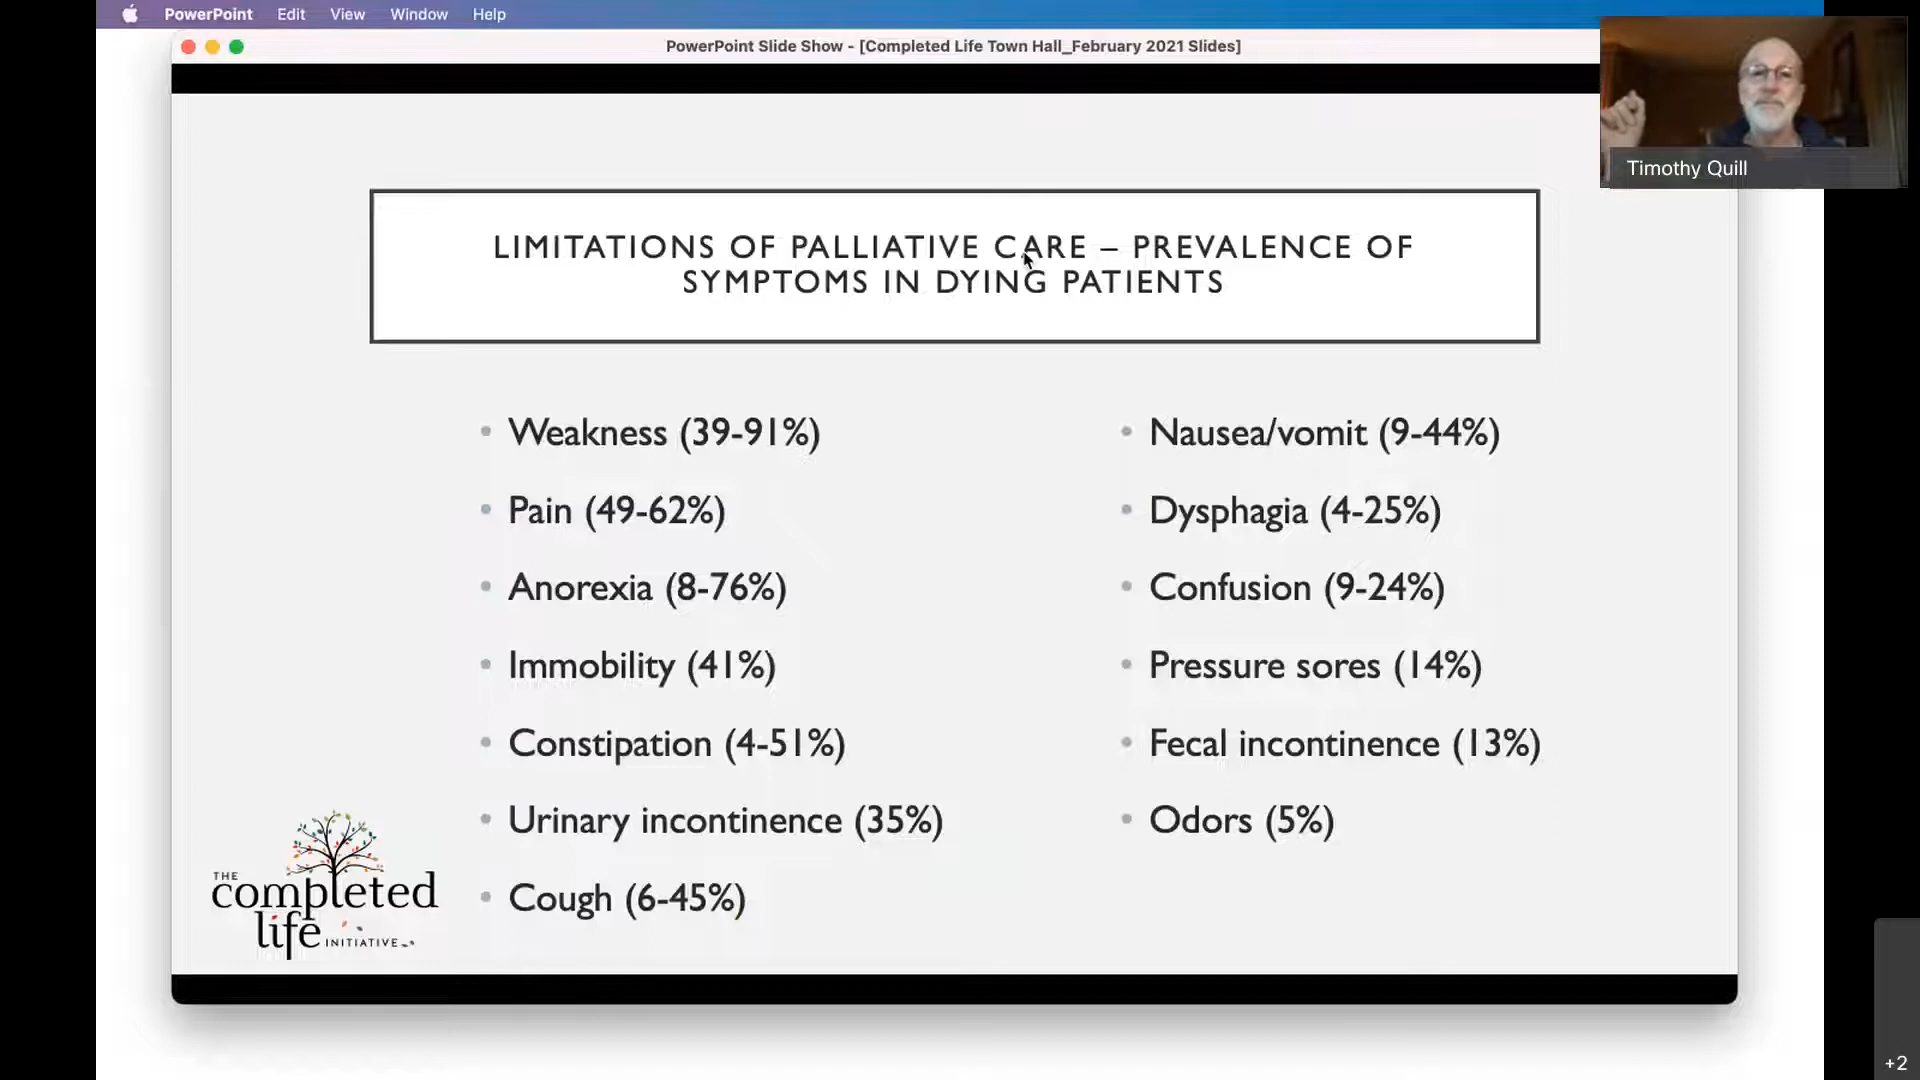 PowerPoint Edit View Window Help
PowerPoint Slide Show - [Completed Life Town Hall_February 2021 Slides]
Timothy Quill
LIMITATIONS OF PALLIATIVE CARE – PREVALENCE OF
SYMPTOMS IN DYING PATIENTS
• Weakness (39-91%)
• Pain (49-62%)
• Anorexia (8-76%)
• Immobility (41%)
• Constipation (4-51%)
• Urinary incontinence (35%)
• Cough (6-45%)
• Nausea/vomit (9-44%)
• Dysphagia (4-25%)
• Confusion (9-24%)
• Pressure sores (14%)
• Fecal incontinence (13%)
• Odors (5%)
THE
completed
life INITIATIVE
+2